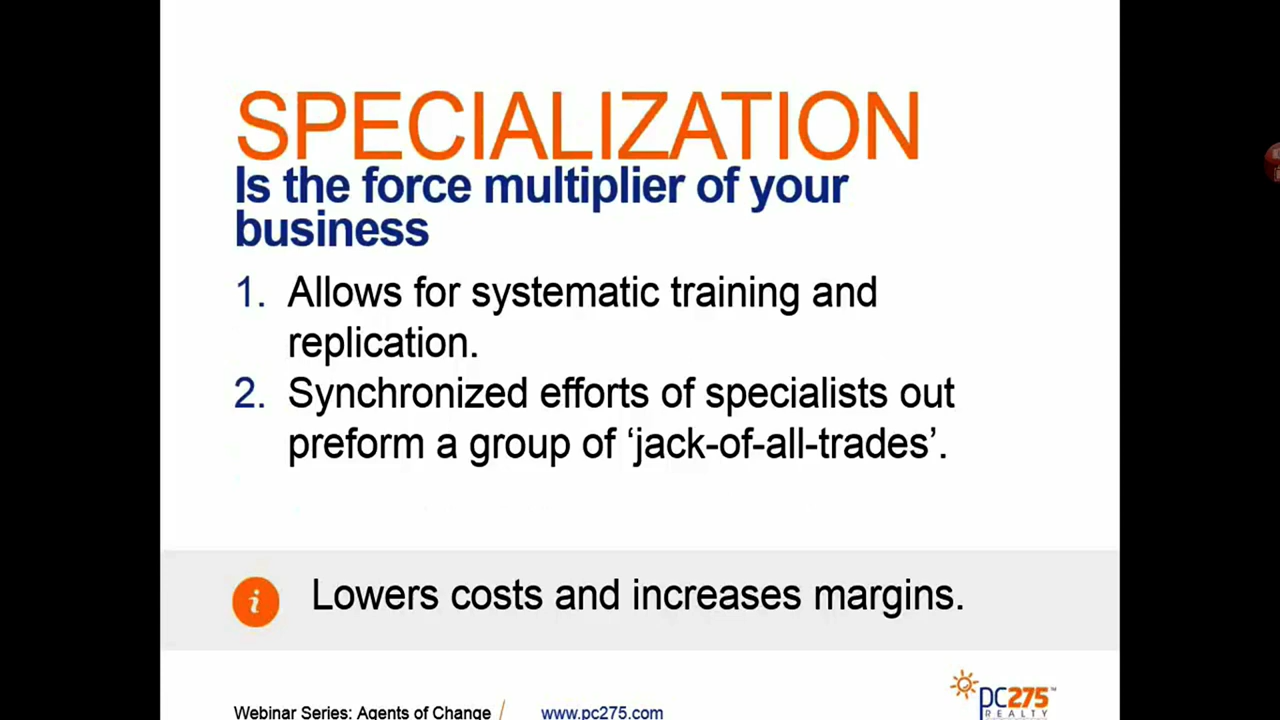 SPECIALIZATION
Is the force multiplier of your
business
1. Allows for systematic training and
replication.
2. Synchronized efforts of specialists out
preform a group of ‘jack-of-all-trades’.
i Lowers costs and increases margins.
Webinar Series: Agents of Change / www.pc275.com
pc275™
REALTY